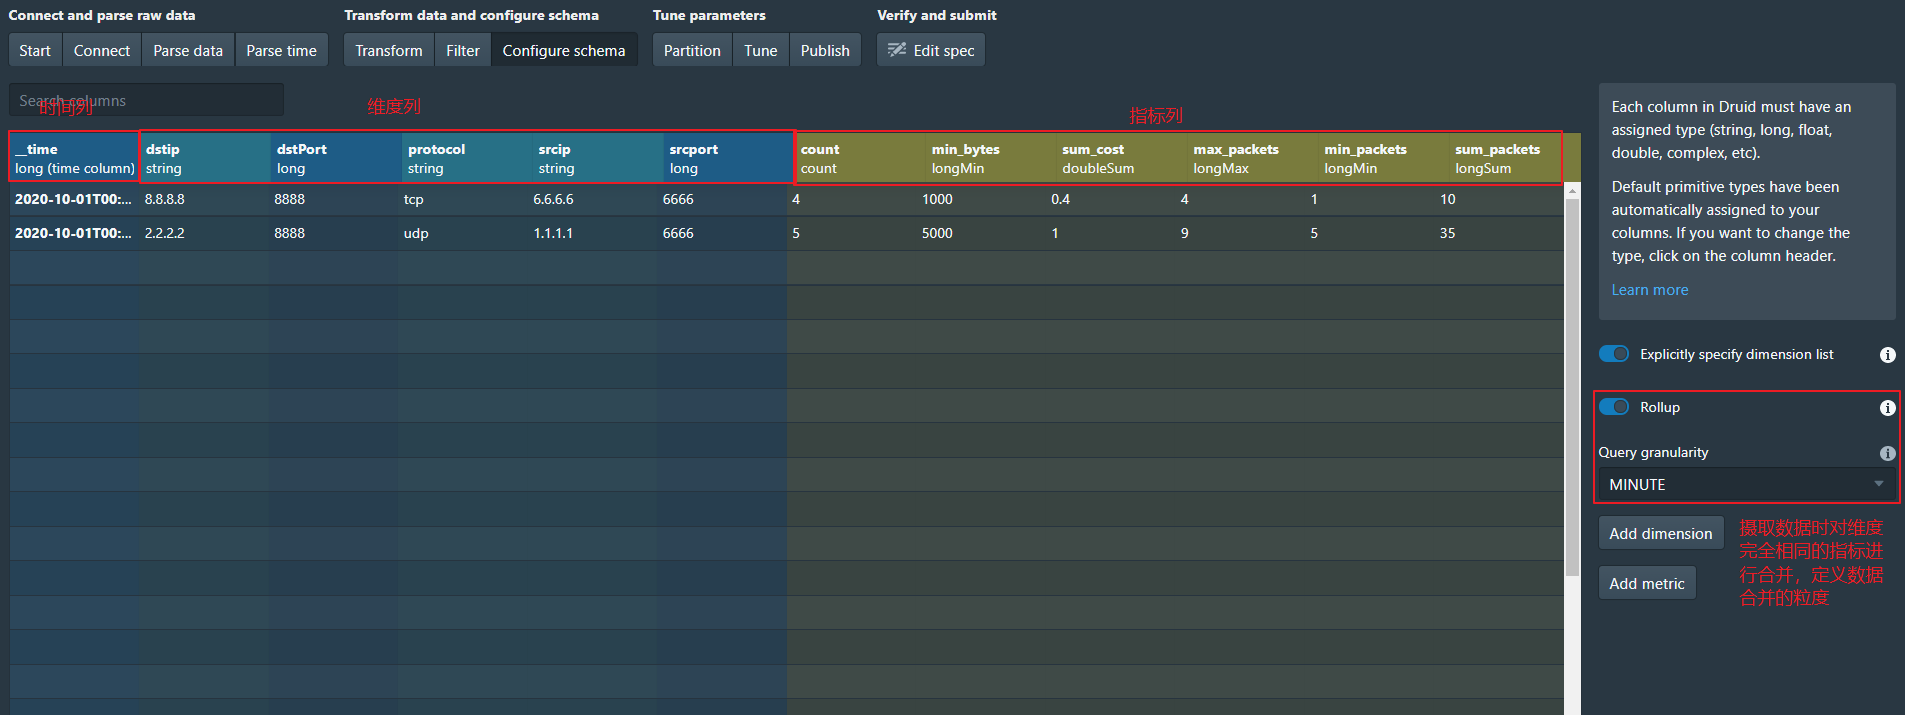 Connect and parse raw data
Transform data and configure schema
Tune parameters
Verify and submit
Start
Connect
Parse data
Parse time
Transform
Filter
Configure schema
Partition
Tune
Publish
Edit spec
Search columns
时间列
维度列
指标列
__time
long (time column)
dstip
string
dstPort
long
protocol
string
srcip
string
srcport
long
count
count
min_bytes
longMin
sum_cost
doubleSum
max_packets
longMax
min_packets
longMin
sum_packets
longSum
2020-10-01T00:... 8.8.8.8 8888 tcp 6.6.6.6 6666 4 1000 0.4 4 1 10
2020-10-01T00:... 2.2.2.2 8888 udp 1.1.1.1 6666 5 5000 1 9 5 35
Each column in Druid must have an
assigned type (string, long, float,
double, complex, etc).
Default primitive types have been
automatically assigned to your
columns. If you want to change the
type, click on the column header.
Learn more
Explicitly specify dimension list
Rollup
Query granularity
MINUTE
Add dimension
Add metric
摄取数据时对维度
完全相同的指标进
行合并，定义数据
合并的粒度